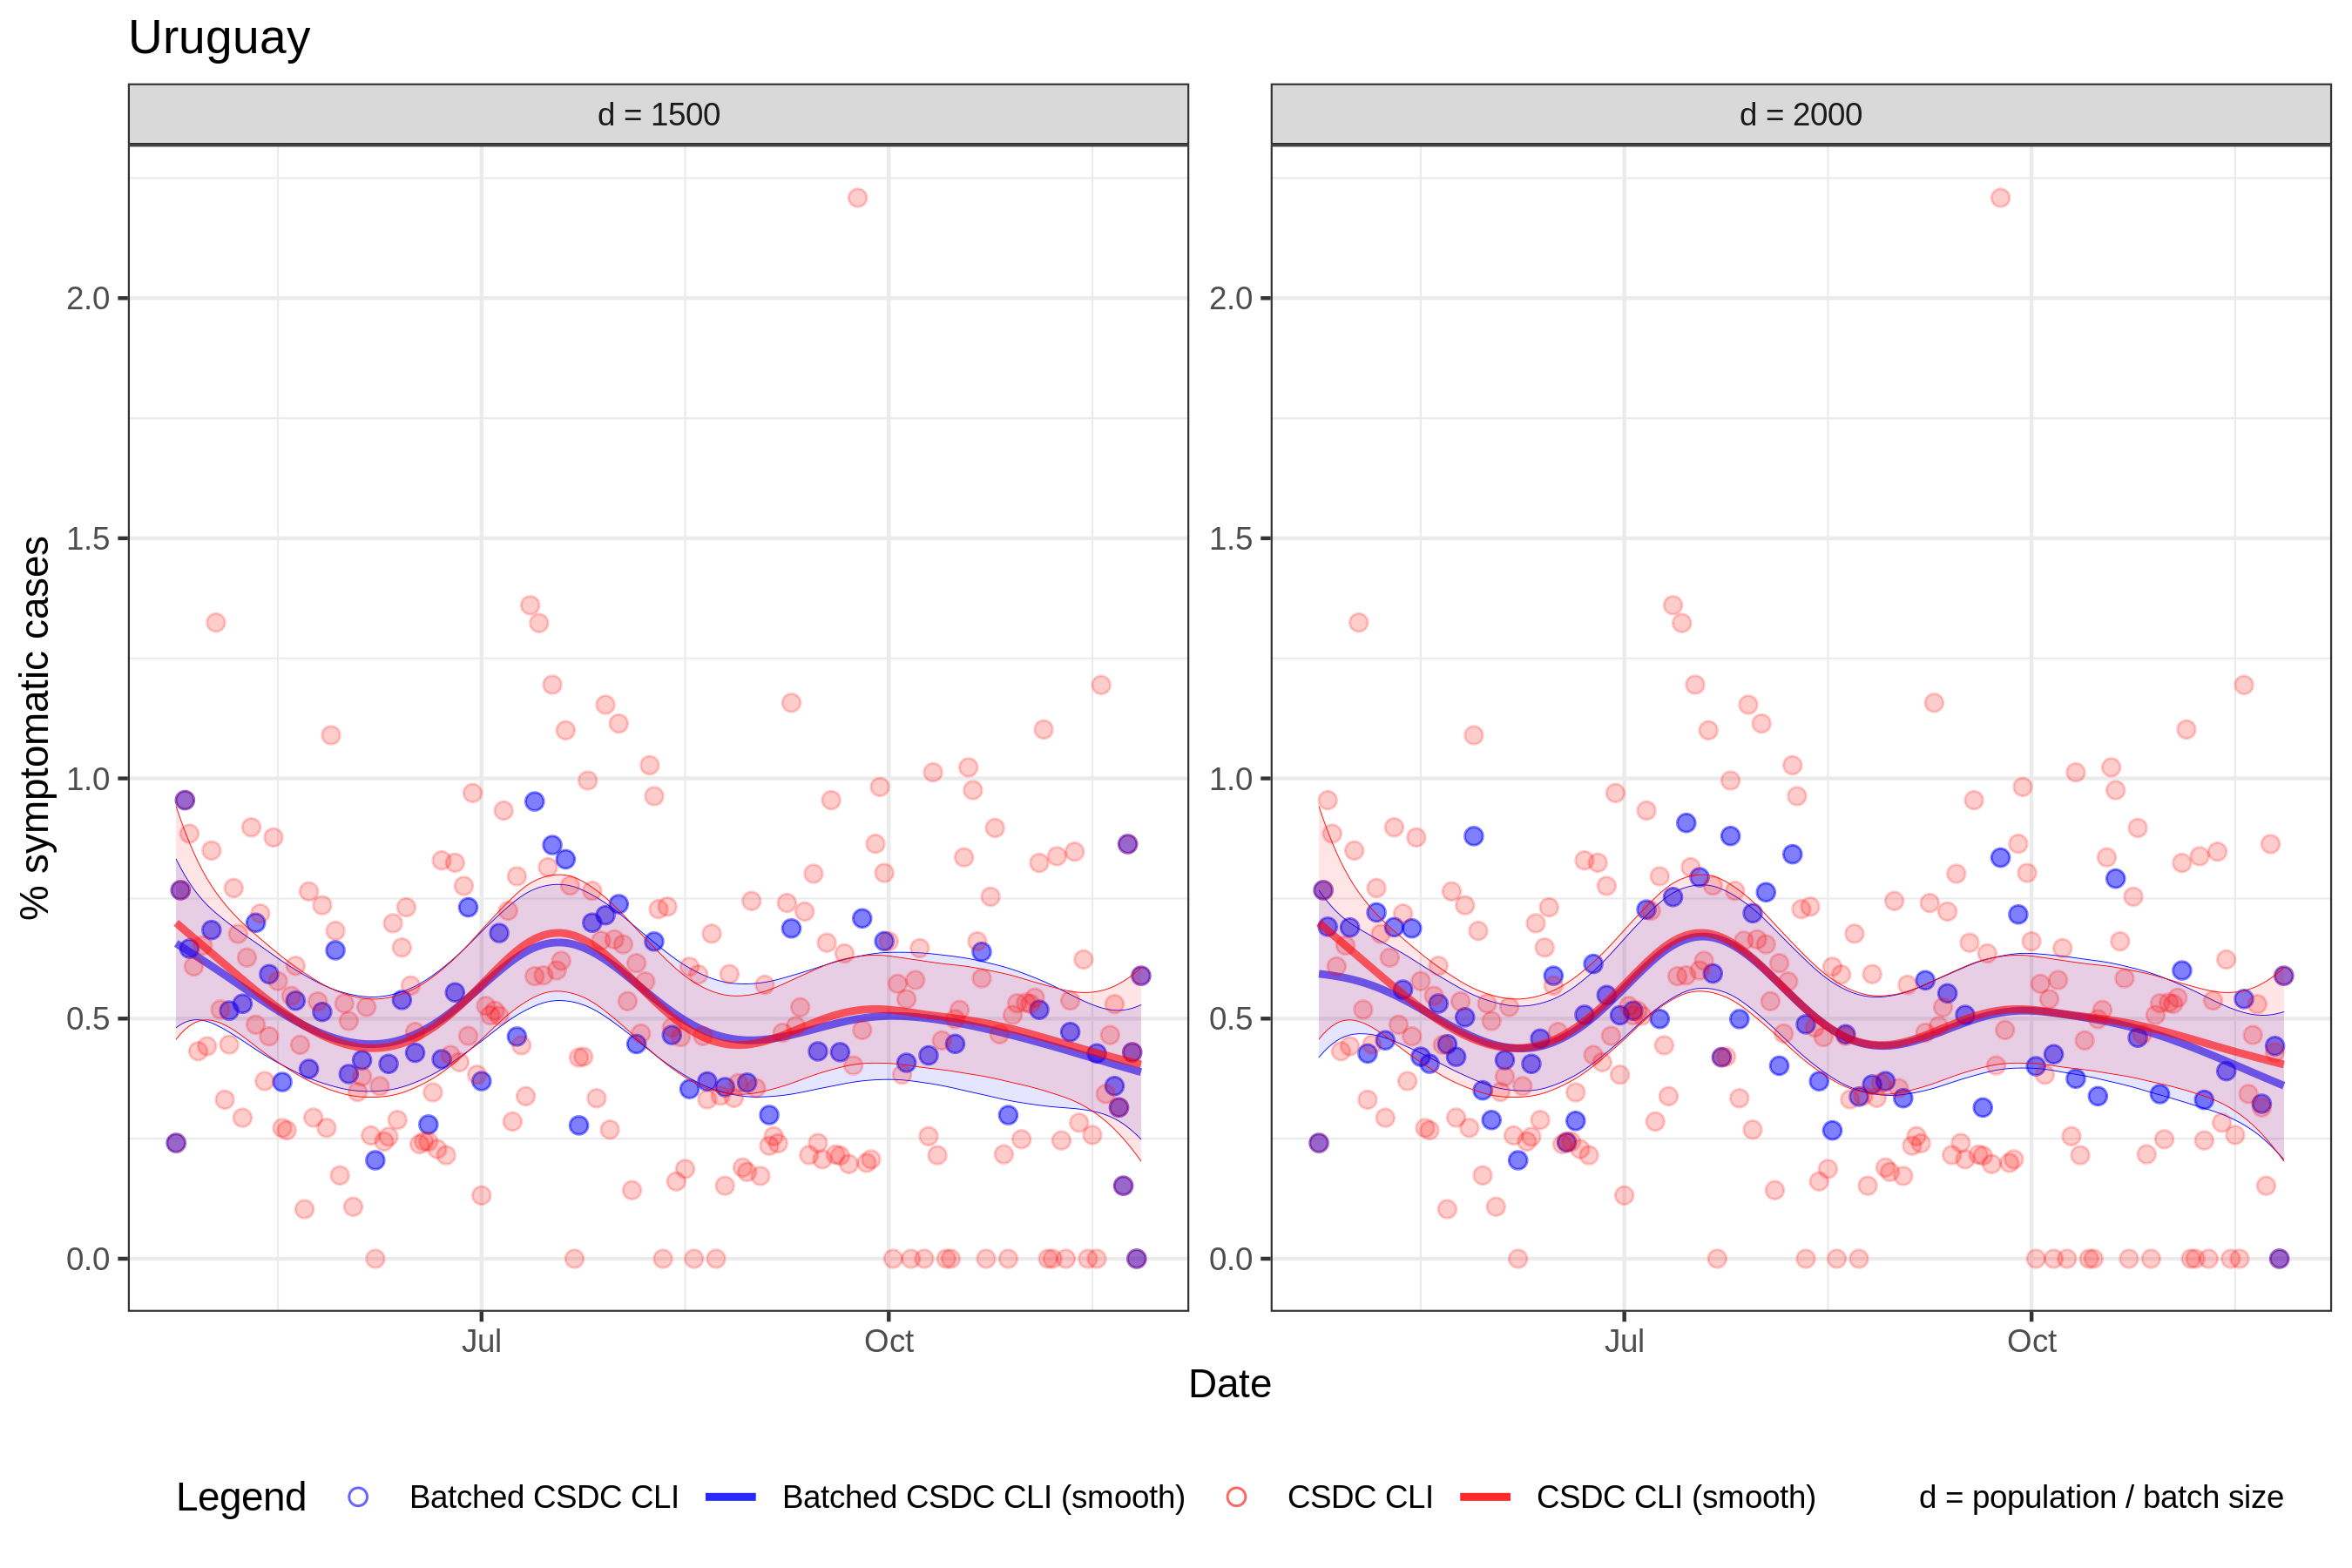 Uruguay
d = 1500
d = 2000
% symptomatic cases
2.0
1.5
1.0
0.5
0.0
2.0
1.5
1.0
0.5
0.0
Jul
Oct
Jul
Oct
Date
Legend
Batched CSDC CLI
Batched CSDC CLI (smooth)
CSDC CLI
CSDC CLI (smooth)
d = population / batch size